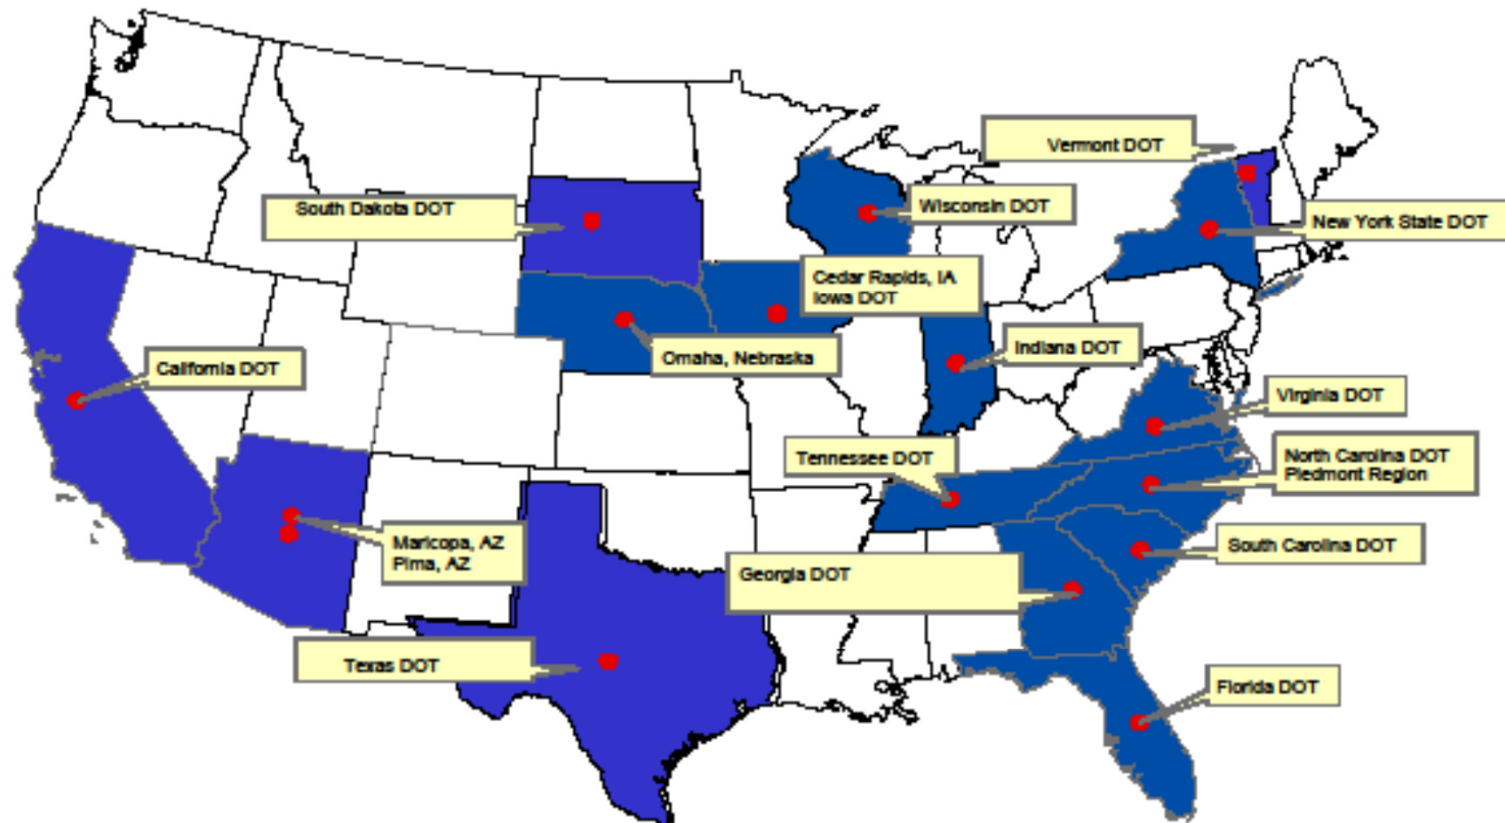 Vermont DOT
South Dakota DOT
Wisconsin DOT
New York State DOT
Cedar Rapids, IA
Iowa DOT
California DOT
Omaha, Nebraska
Indiana DOT
Virginia DOT
Tennessee DOT
North Carolina DOT
Piedmont Region
Maricopa, AZ
Pima, AZ
South Carolina DOT
Georgia DOT
Texas DOT
Florida DOT